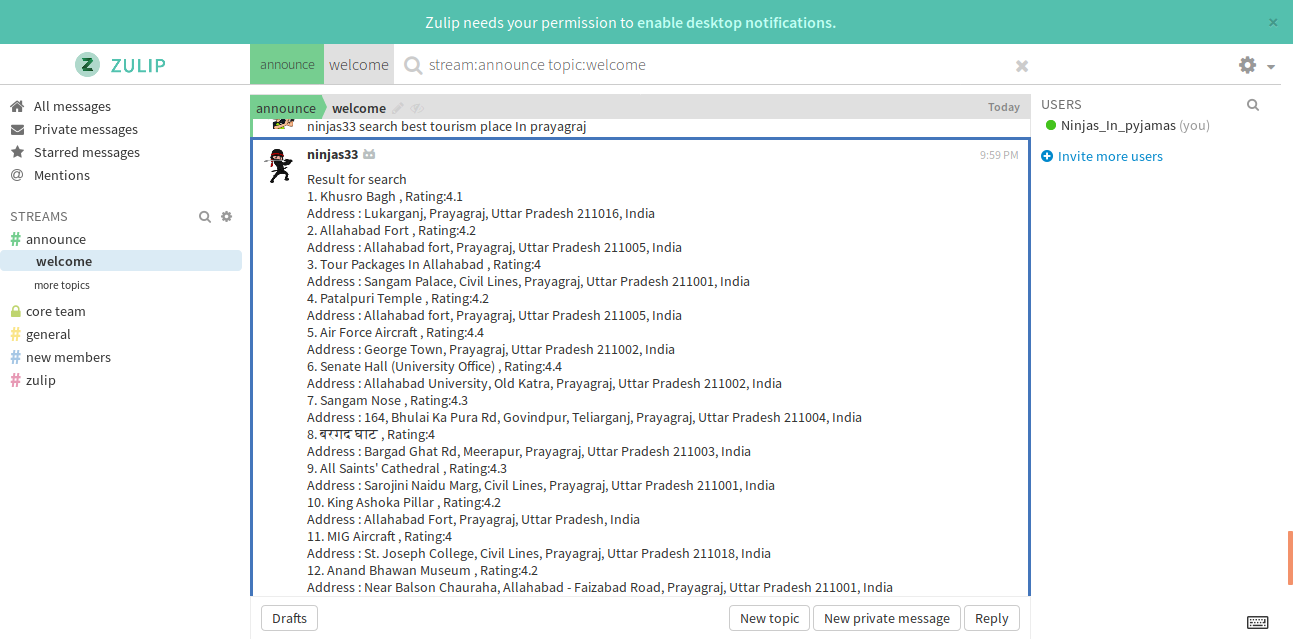 Zulip needs your permission to enable desktop notifications. ×
ZULIP
announce welcome stream:announce topic:welcome
All messages
Private messages
Starred messages
@ Mentions
STREAMS
# announce
welcome
more topics
core team
# general
# new members
# zulip
announce welcome Today
ninjas33 search best tourism place In prayagraj
ninjas33 9:59 PM
Result for search
1. Khusro Bagh , Rating:4.1
Address : Lukarganj, Prayagraj, Uttar Pradesh 211016, India
2. Allahabad Fort , Rating:4.2
Address : Allahabad fort, Prayagraj, Uttar Pradesh 211005, India
3. Tour Packages In Allahabad , Rating:4
Address : Sangam Palace, Civil Lines, Prayagraj, Uttar Pradesh 211001, India
4. Patalpuri Temple , Rating:4.2
Address : Allahabad fort, Prayagraj, Uttar Pradesh 211005, India
5. Air Force Aircraft , Rating:4.4
Address : George Town, Prayagraj, Uttar Pradesh 211002, India
6. Senate Hall (University Office) , Rating:4.4
Address : Allahabad University, Old Katra, Prayagraj, Uttar Pradesh 211002, India
7. Sangam Nose , Rating:4.3
Address : 164, Bhulai Ka Pura Rd, Govindpur, Teliarganj, Prayagraj, Uttar Pradesh 211004, India
8. बरगद घाट , Rating:4
Address : Bargad Ghat Rd, Meerapur, Prayagraj, Uttar Pradesh 211003, India
9. All Saints' Cathedral , Rating:4.3
Address : Sarojini Naidu Marg, Civil Lines, Prayagraj, Uttar Pradesh 211001, India
10. King Ashoka Pillar , Rating:4.2
Address : Allahabad Fort, Prayagraj, Uttar Pradesh, India
11. MIG Aircraft , Rating:4
Address : St. Joseph College, Civil Lines, Prayagraj, Uttar Pradesh 211018, India
12. Anand Bhawan Museum , Rating:4.2
Address : Near Balson Chauraha, Allahabad - Faizabad Road, Prayagraj, Uttar Pradesh 211001, India
Drafts New topic New private message Reply
USERS
Ninjas_In_pyjamas (you)
Invite more users